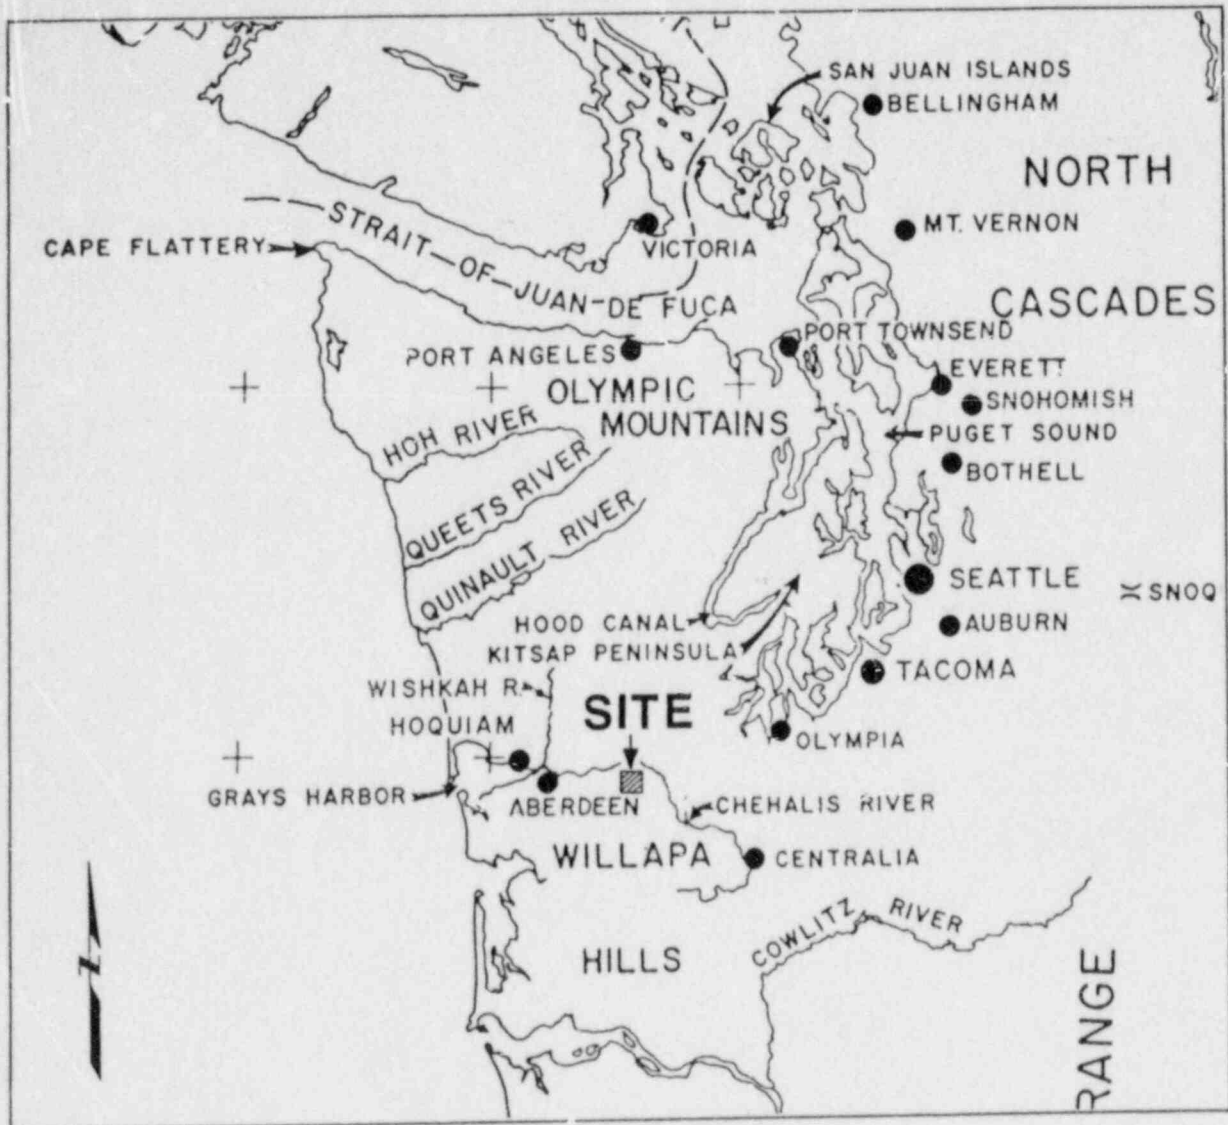 SAN JUAN ISLANDS
BELLINGHAM
NORTH
STRAIT OF JUAN DE FUCA
MT. VERNON
CAPE FLATTERY
VICTORIA
CASCADES
PORT TOWNSEND
PORT ANGELES
EVERETT
OLYMPIC
MOUNTAINS
SNOHOMISH
HOH RIVER
PUGET SOUND
QUEETS RIVER
BOTHELL
QUINAULT RIVER
SEATTLE
SNOQ
HOOD CANAL
AUBURN
KITSAP PENINSULA
TACOMA
WISHKAH R.
SITE
HOQUIAM
OLYMPIA
GRAYS HARBOR
ABERDEEN
CHEHALIS RIVER
WILLAPA
CENTRALIA
COWLITZ RIVER
HILLS
N
RANGE